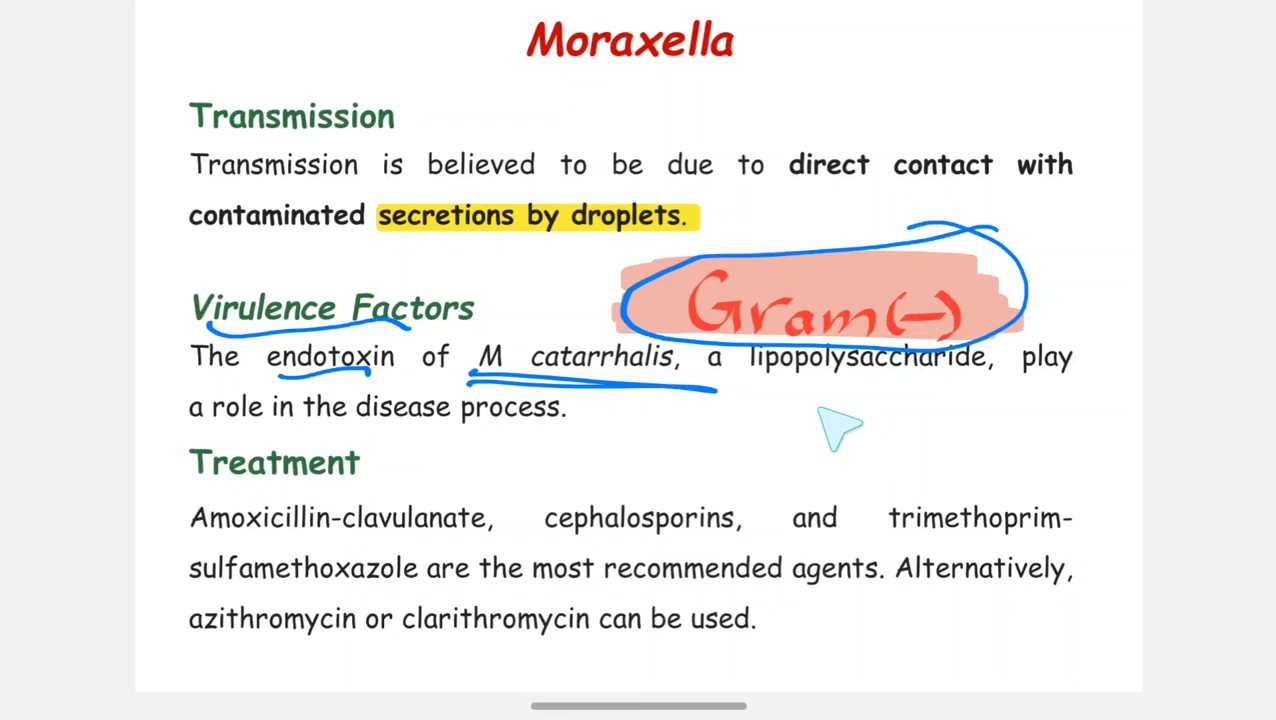 Moraxella
Transmission
Transmission is believed to be due to direct contact with
contaminated secretions by droplets.
Gram (-)
Virulence Factors
The endotoxin of M catarrhalis, a lipopolysaccharide, play
a role in the disease process.
Treatment
Amoxicillin-clavulanate, cephalosporins, and trimethoprim-
sulfamethoxazole are the most recommended agents. Alternatively,
azithromycin or clarithromycin can be used.